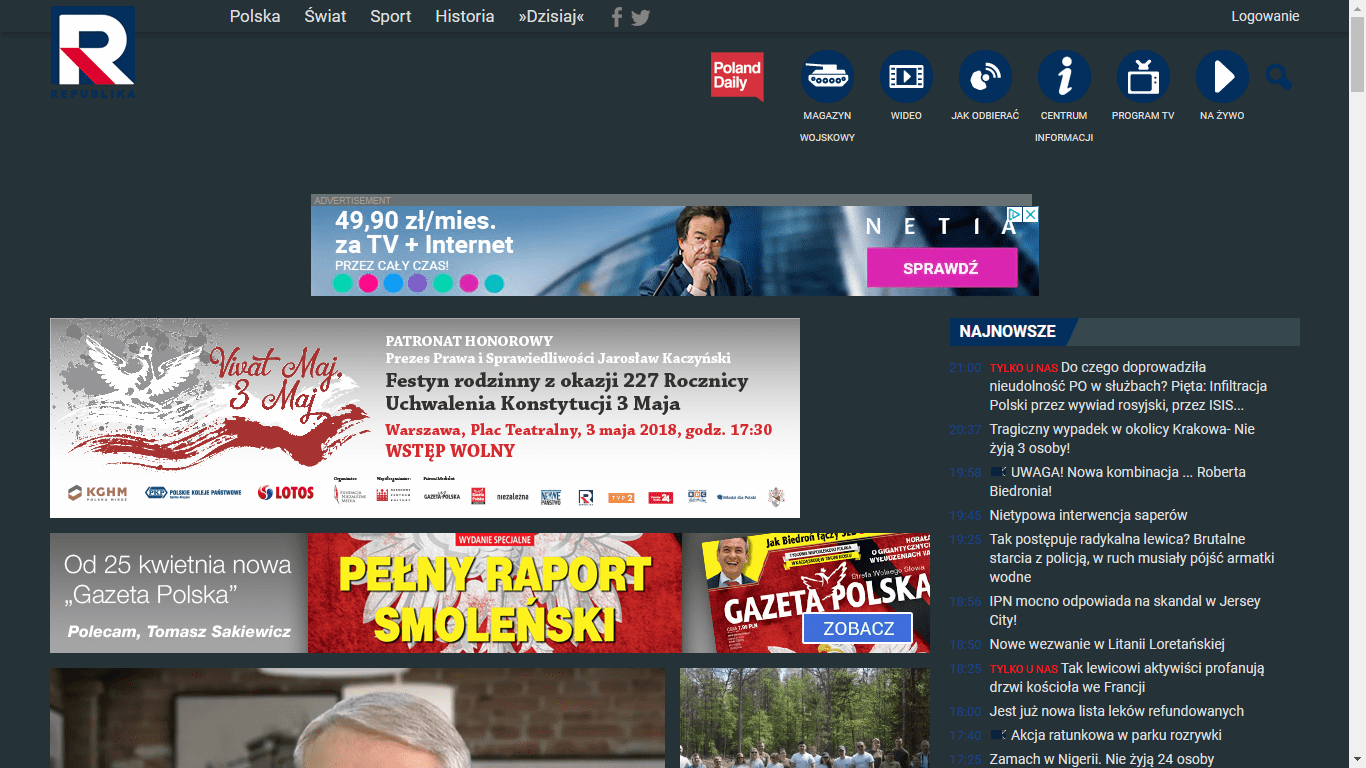 Polska Świat Sport Historia »Dzisiaj«
Logowanie
R
REPUBLIKA
Poland
Daily
MAGAZYN
WOJSKOWY
WIDEO
JAK ODBIERAĆ
CENTRUM
INFORMACJI
PROGRAM TV
NA ŻYWO
ADVERTISEMENT
49,90 zł/mies.
za TV + Internet
PRZEZ CAŁY CZAS!
NETIA
SPRAWDŹ
Vivat Maj,
3 Maj
PATRONAT HONOROWY
Prezes Prawa i Sprawiedliwości Jarosław Kaczyński
Festyn rodzinny z okazji 227 Rocznicy
Uchwalenia Konstytucji 3 Maja
Warszawa, Plac Teatralny, 3 maja 2018, godz. 17:30
WSTĘP WOLNY
KGHM
POLSKA MIEDŹ
PKP POLSKIE KOLEJE PAŃSTWOWE
LOTOS
GAZETA POLSKA
niezależna
TYP 2
Od 25 kwietnia nowa
„Gazeta Polska”
Polecam, Tomasz Sakiewicz
WYDANIE SPECJALNE
PEŁNY RAPORT
SMOLEŃSKI
Jak Biedroń łączy
Strefa Wolnego Słowa
GAZETA POLSKA
ZOBACZ
NAJNOWSZE
21:00 TYLKO U NAS Do czego doprowadziła
nieudolność PO w służbach? Pięta: Infiltracja
Polski przez wywiad rosyjski, przez ISIS...
20:37 Tragiczny wypadek w okolicy Krakowa- Nie
żyją 3 osoby!
19:58 UWAGA! Nowa kombinacja ... Roberta
Biedronia!
19:45 Nietypowa interwencja saperów
19:25 Tak postępuje radykalna lewica? Brutalne
starcia z policją, w ruch musiały pójść armatki
wodne
18:56 IPN mocno odpowiada na skandal w Jersey
City!
18:50 Nowe wezwanie w Litanii Loretańskiej
18:25 TYLKO U NAS Tak lewicowi aktywiści profanują
drzwi kościoła we Francji
18:00 Jest już nowa lista leków refundowanych
17:40 Akcja ratunkowa w parku rozrywki
17:25 Zamach w Nigerii. Nie żyją 24 osoby